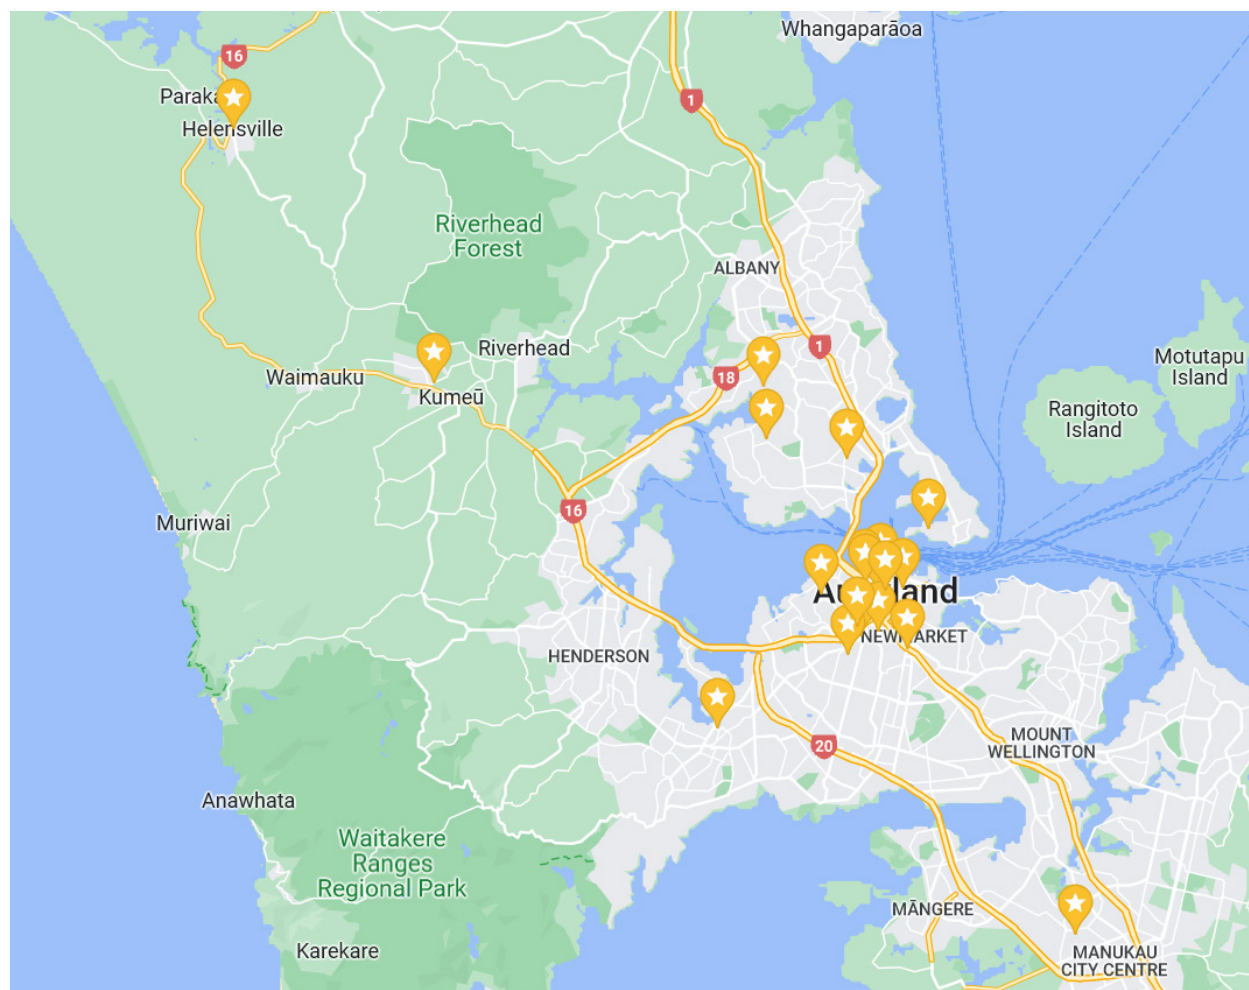 Whangaparāoa
16
Paraka
1
Helensville
Riverhead
Forest
ALBANY
1
Riverhead
Motutapu
Island
Waimauku
18
Kumeū
Rangitoto
Island
16
Muriwai
NEWMARKET
HENDERSON
MOUNT
WELLINGTON
20
Anawhata
Waitakere
Ranges
Regional Park
MĀNGERE
Karekare
MANUKAU
CITY CENTRE